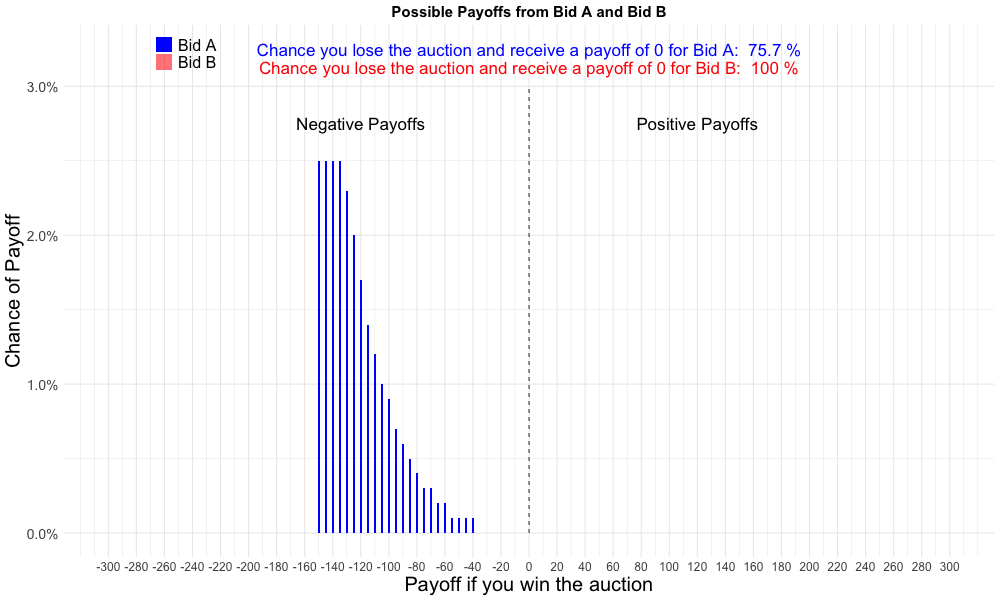 Possible Payoffs from Bid A and Bid B
Bid A
Bid B
Chance you lose the auction and receive a payoff of 0 for Bid A:  75.7 %
Chance you lose the auction and receive a payoff of 0 for Bid B:  100 %
Negative Payoffs
Positive Payoffs
Chance of Payoff
3.0%
2.0%
1.0%
0.0%
-300 -280 -260 -240 -220 -200 -180 -160 -140 -120 -100 -80 -60 -40 -20 0 20 40 60 80 100 120 140 160 180 200 220 240 260 280 300
Payoff if you win the auction